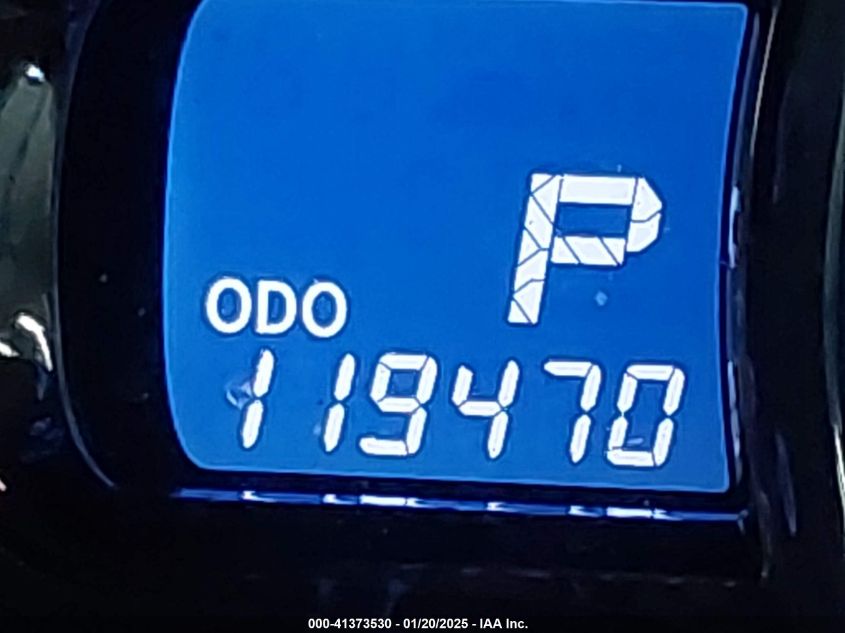 P
ODO
119470
000-41373530 - 01/20/2025 - IAA Inc.